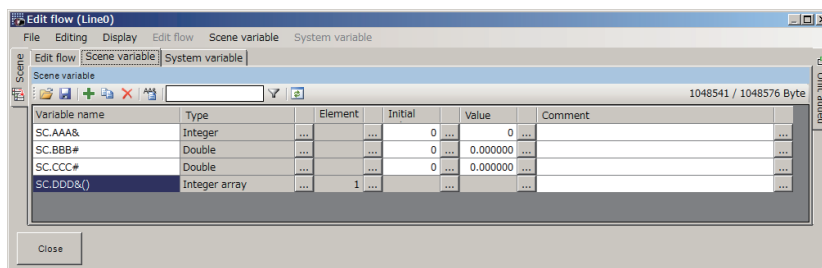 Edit flow (Line0)
File Editing Display Edit flow Scene variable System variable
Scene
Edit flow Scene variable System variable
Scene variable
1048541 / 1048576 Byte
Variable name Type Element Initial Value Comment
SC.AAA& Integer ... ... 0 ... 0 ... ...
SC.BBB# Double ... ... 0 ... 0.000000 ... ...
SC.CCC# Double ... ... 0 ... 0.000000 ... ...
SC.DDD&() Integer array ... 1 ... ... ... ...
Close